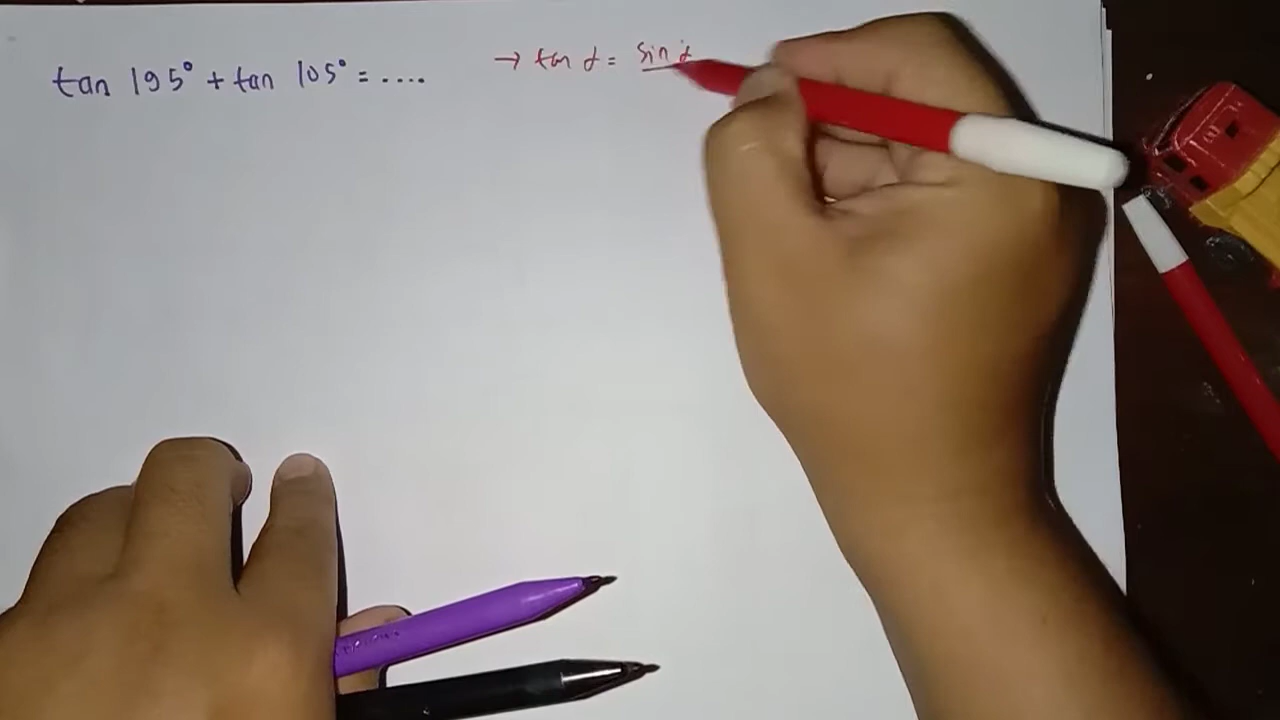 tan 195° + tan 105° = ....
→ tan α = sin α